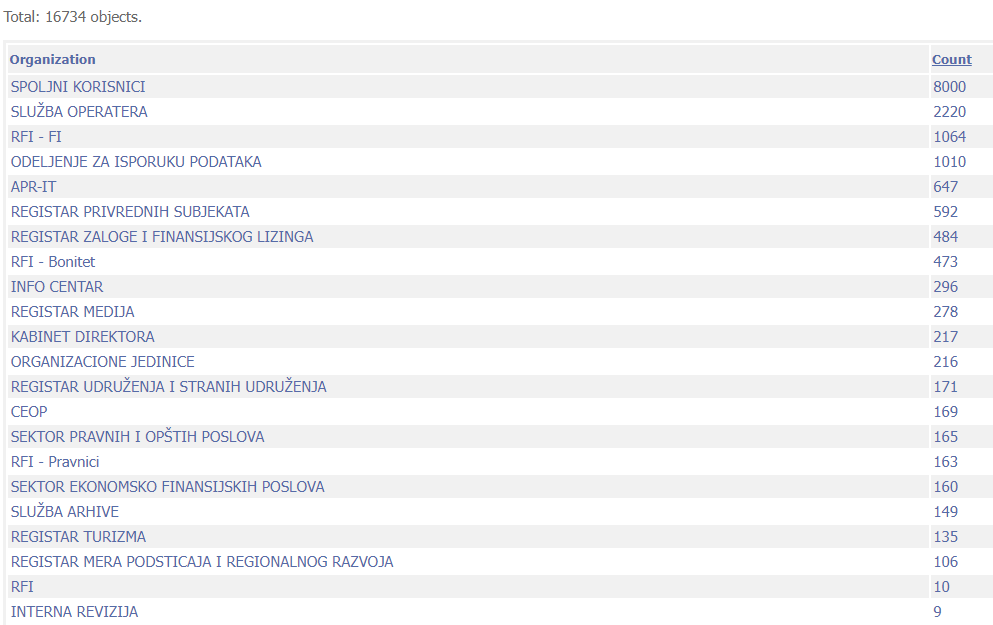 Total: 16734 objects.
Organization Count
SPOLJNI KORISNICI 8000
SLUŽBA OPERATERA 2220
RFI - FI 1064
ODELJENJE ZA ISPORUKU PODATAKA 1010
APR-IT 647
REGISTAR PRIVREDNIH SUBJEKATA 592
REGISTAR ZALOGE I FINANSIJSKOG LIZINGA 484
RFI - Bonitet 473
INFO CENTAR 296
REGISTAR MEDIJA 278
KABINET DIREKTORA 217
ORGANIZACIONE JEDINICE 216
REGISTAR UDRUŽENJA I STRANIH UDRUŽENJA 171
CEOP 169
SEKTOR PRAVNIH I OPŠTIH POSLOVA 165
RFI - Pravnici 163
SEKTOR EKONOMSKO FINANSIJSKIH POSLOVA 160
SLUŽBA ARHIVE 149
REGISTAR TURIZMA 135
REGISTAR MERA PODSTICAJA I REGIONALNOG RAZVOJA 106
RFI 10
INTERNA REVIZIJA 9